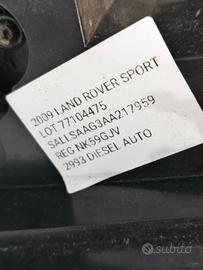 2009 LAND ROVER SPORT
LOT 77104475
SALLSAAG3AA217959
REG NK59GJV
2993 DIESEL AUTO
subito